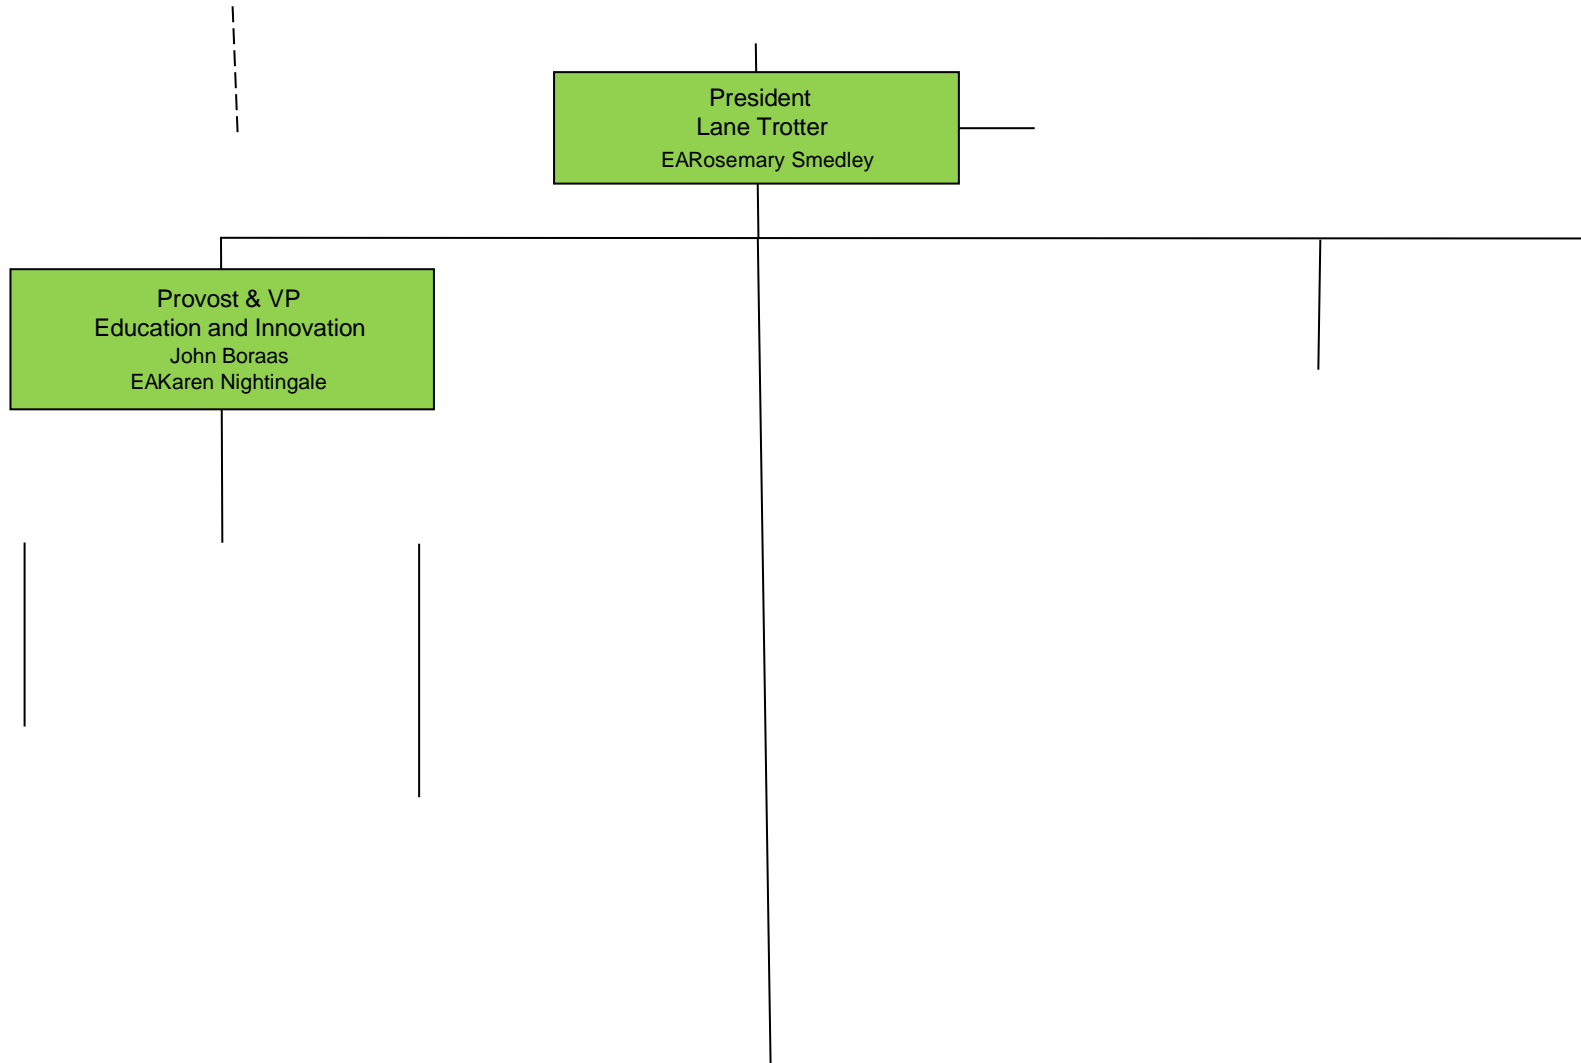 President
Lane Trotter
EARosemary Smedley
Provost & VP
Education and Innovation
John Boraas
EAKaren Nightingale